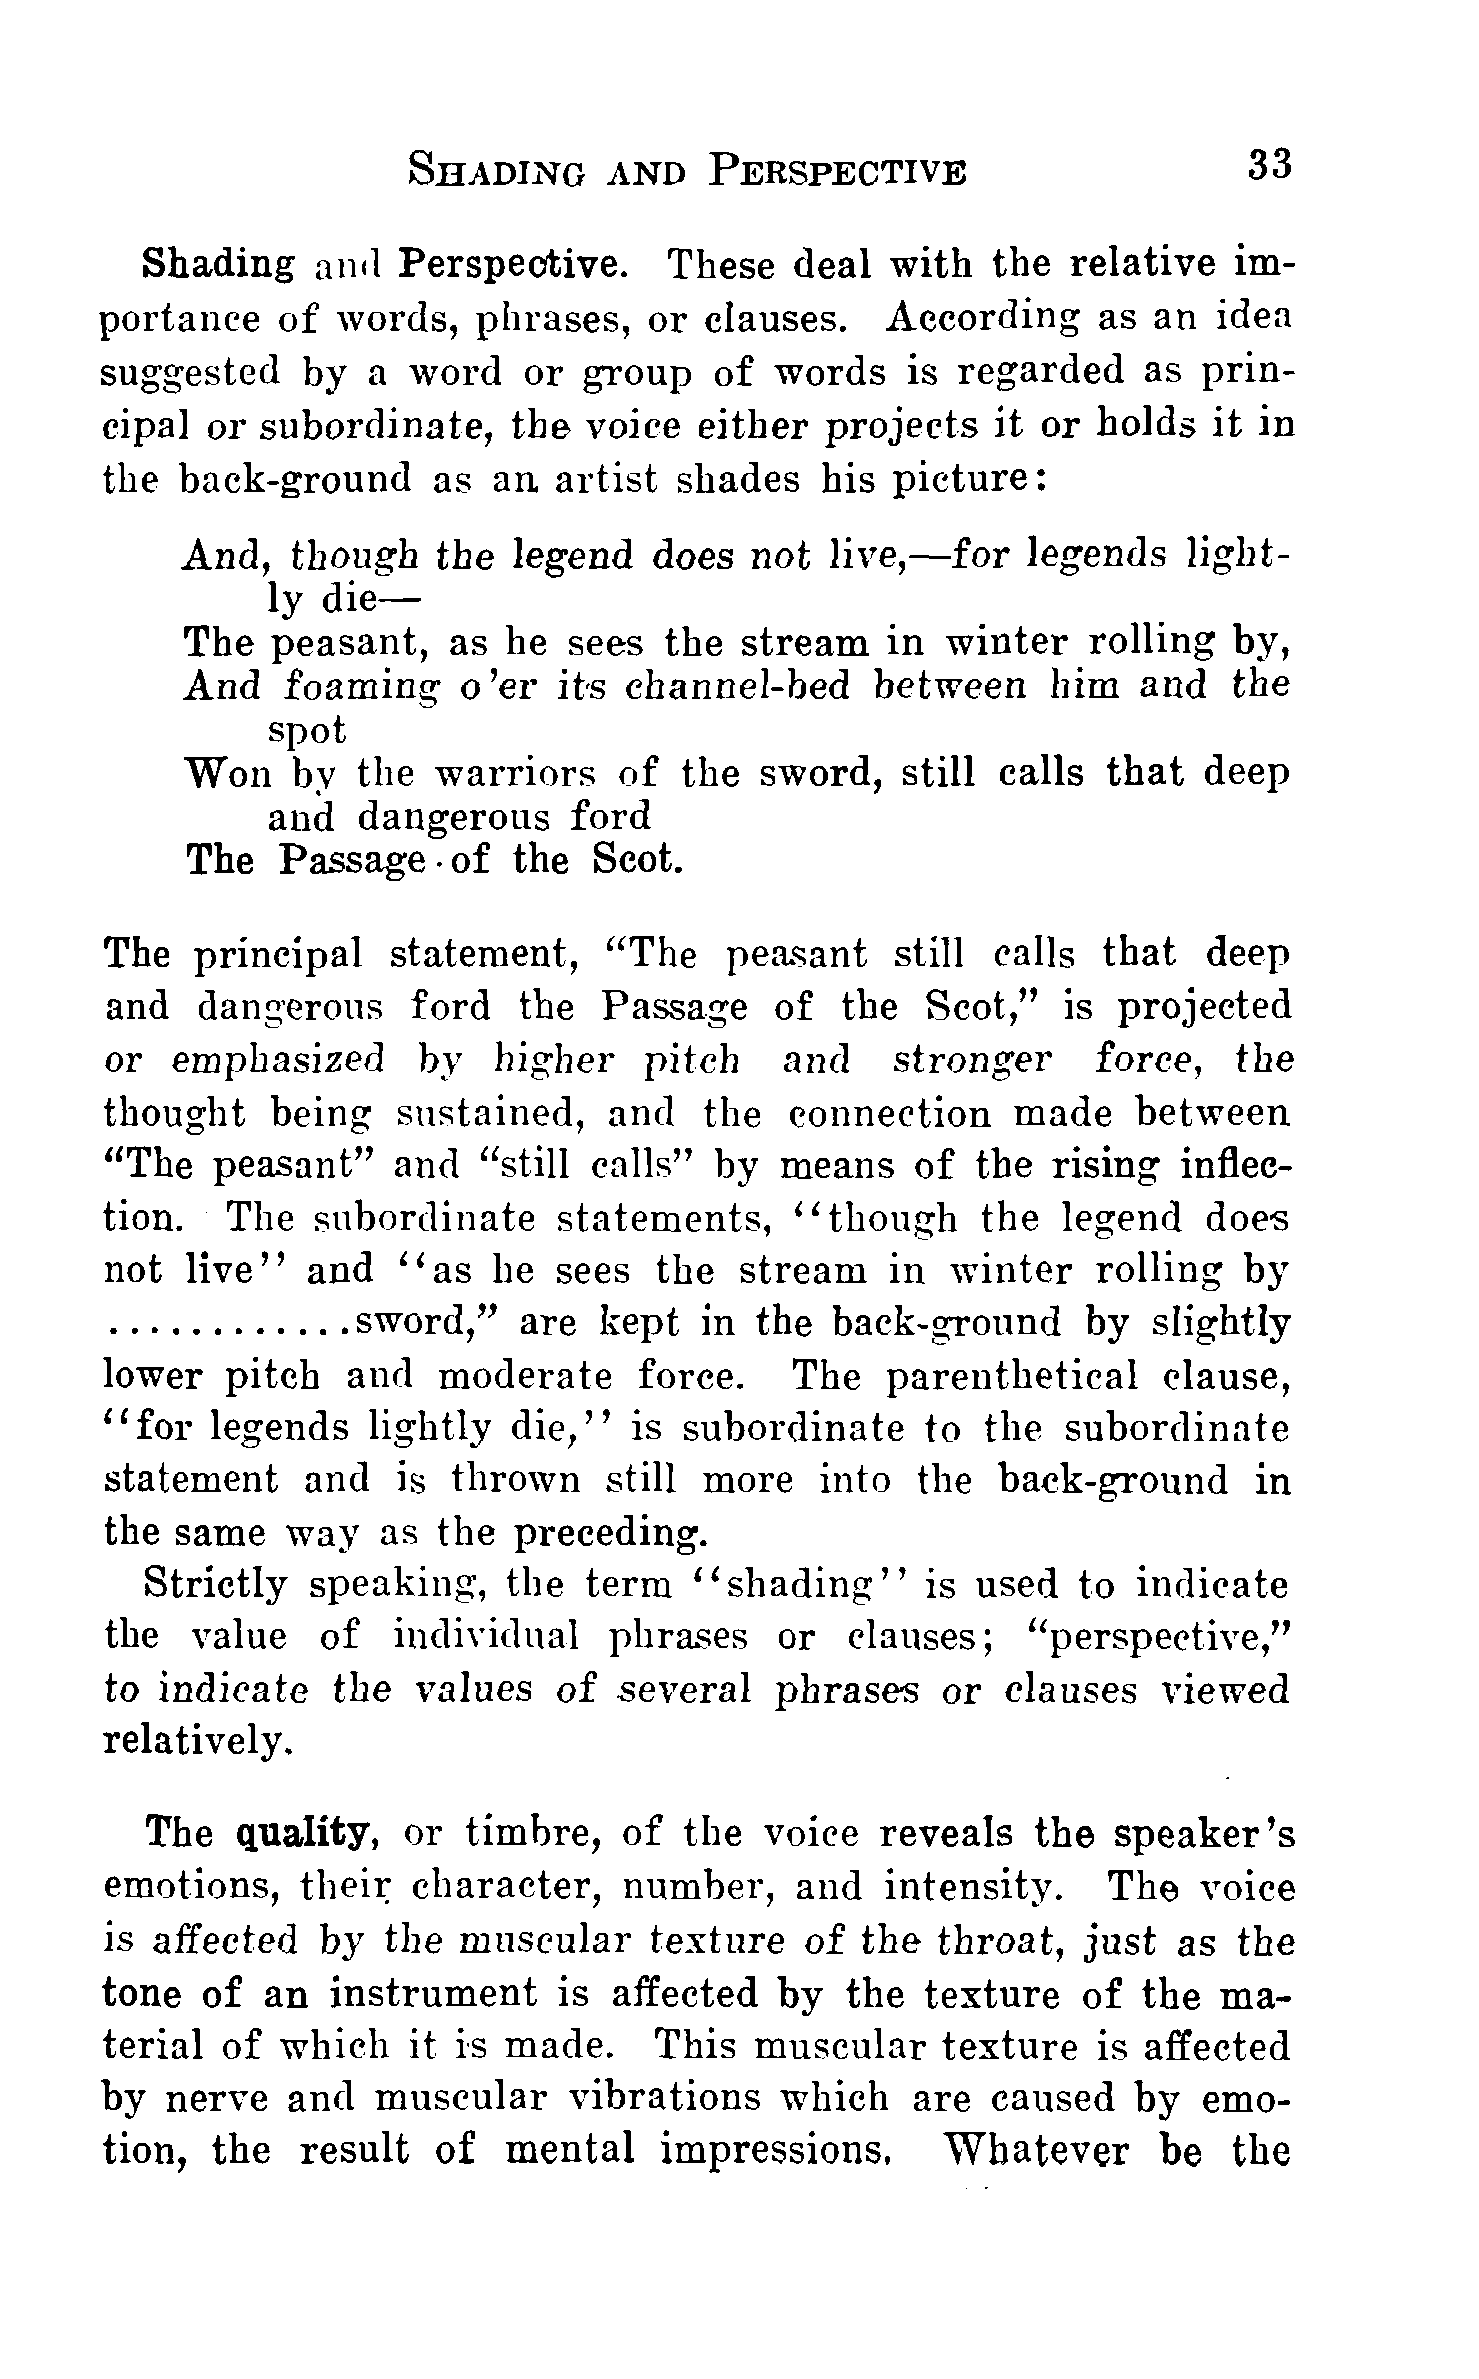 SHADING AND PERSPECTIVE 33
Shading and Perspective. These deal with the relative im-
portance of words, phrases, or clauses. According as an idea
suggested by a word or group of words is regarded as prin-
cipal or subordinate, the voice either projects it or holds it in
the back-ground as an artist shades his picture:
And, though the legend does not live,—for legends light-
ly die—
The peasant, as he sees the stream in winter rolling by,
And foaming o'er its channel-bed between him and the
spot
Won by the warriors of the sword, still calls that deep
and dangerous ford
The Passage of the Scot.
The principal statement, "The peasant still calls that deep
and dangerous ford the Passage of the Scot," is projected
or emphasized by higher pitch and stronger force, the
thought being sustained, and the connection made between
"The peasant" and "still calls" by means of the rising inflec-
tion. The subordinate statements, "though the legend does
not live" and "as he sees the stream in winter rolling by
.............sword," are kept in the back-ground by slightly
lower pitch and moderate force. The parenthetical clause,
"for legends lightly die," is subordinate to the subordinate
statement and is thrown still more into the back-ground in
the same way as the preceding.
Strictly speaking, the term "shading" is used to indicate
the value of individual phrases or clauses; "perspective,"
to indicate the values of several phrases or clauses viewed
relatively.
The quality, or timbre, of the voice reveals the speaker's
emotions, their character, number, and intensity. The voice
is affected by the muscular texture of the throat, just as the
tone of an instrument is affected by the texture of the ma-
terial of which it is made. This muscular texture is affected
by nerve and muscular vibrations which are caused by emo-
tion, the result of mental impressions. Whatever be the